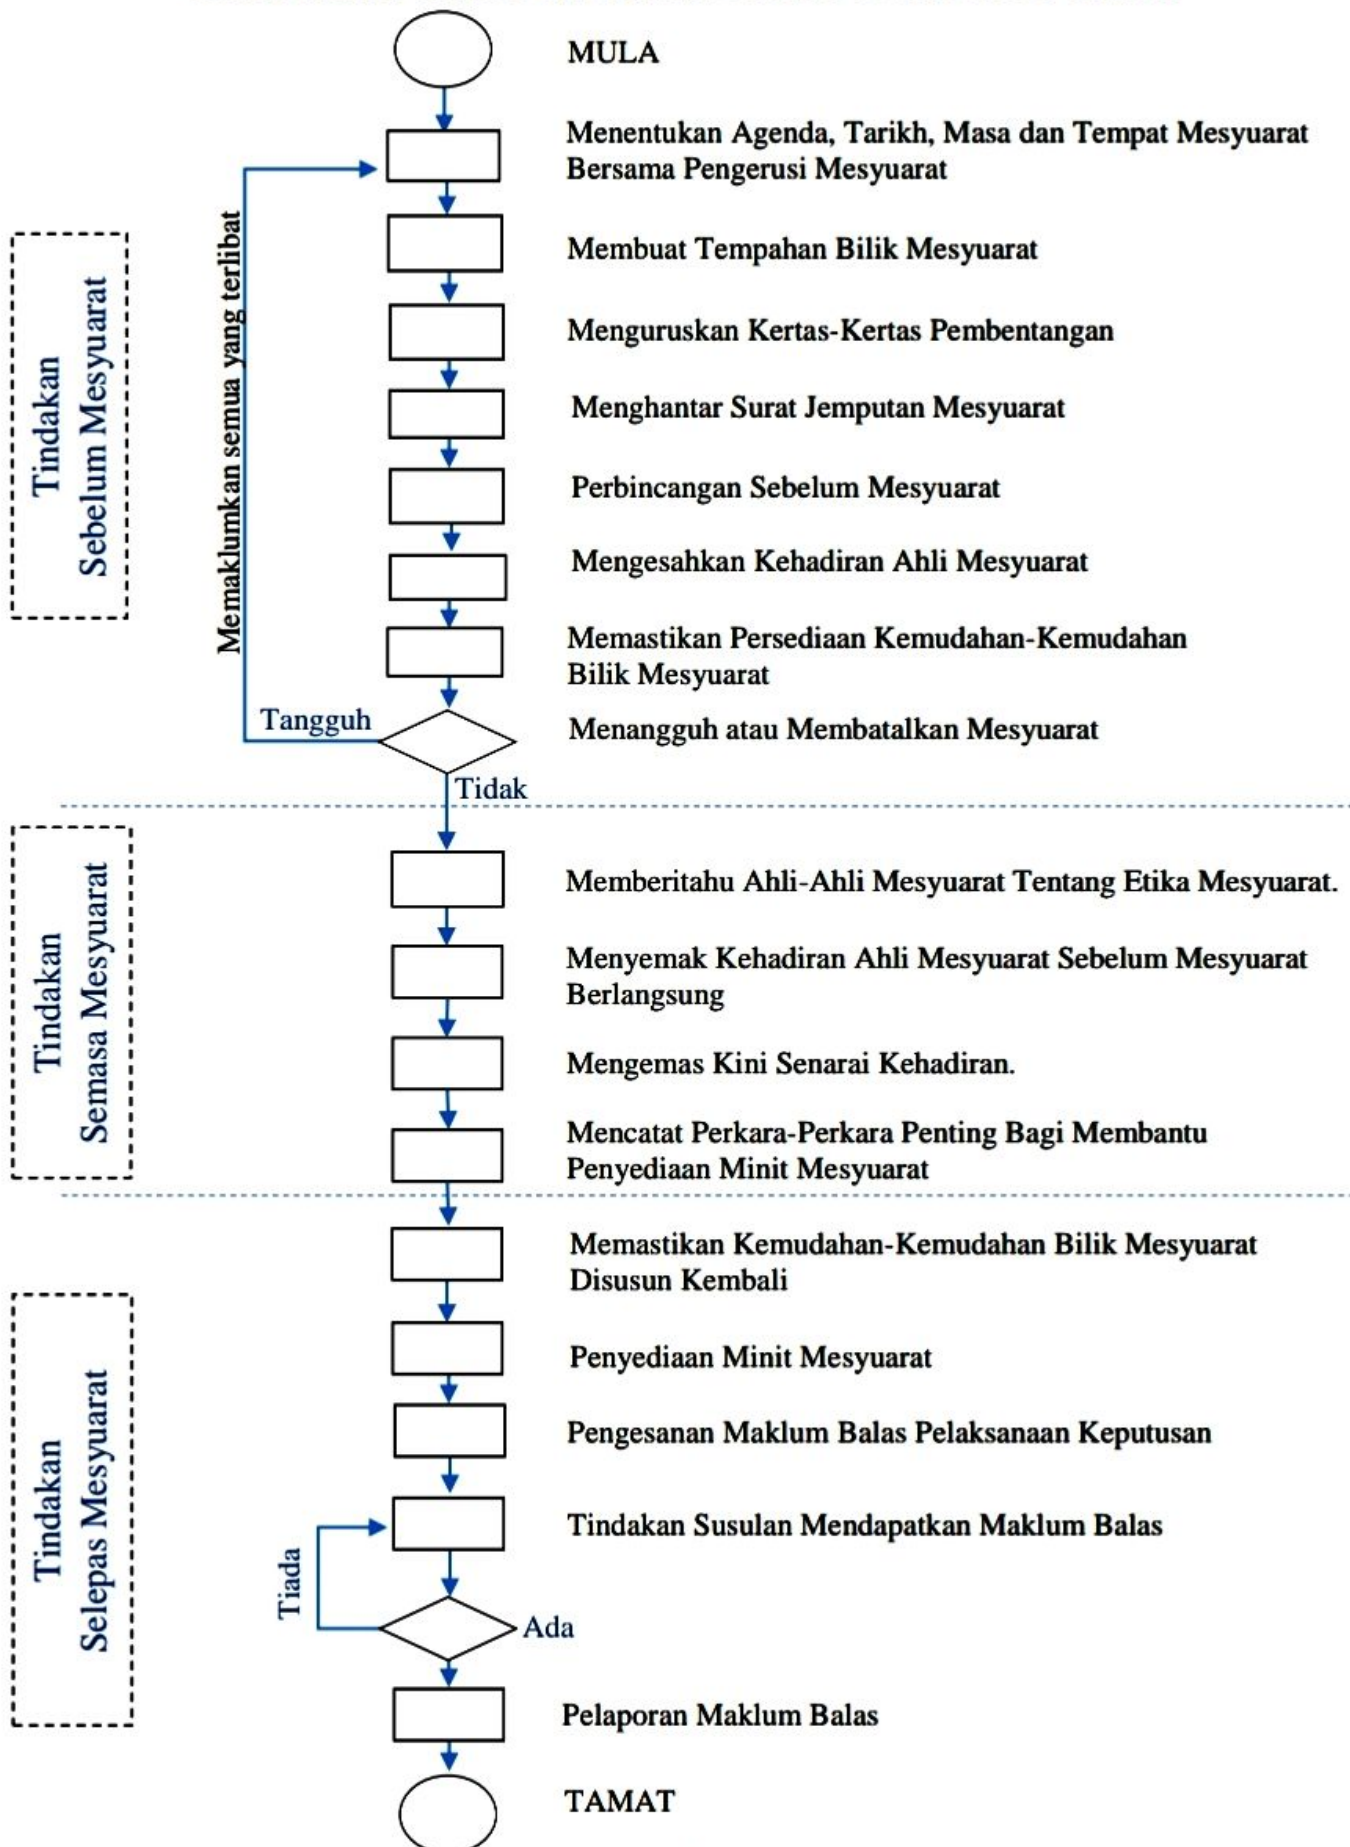 MULA
Menentukan Agenda, Tarikh, Masa dan Tempat Mesyuarat
Bersama Pengerusi Mesyuarat
Membuat Tempahan Bilik Mesyuarat
Menguruskan Kertas-Kertas Pembentangan
Menghantar Surat Jemputan Mesyuarat
Perbincangan Sebelum Mesyuarat
Mengesahkan Kehadiran Ahli Mesyuarat
Memastikan Persediaan Kemudahan-Kemudahan
Bilik Mesyuarat
Menangguh atau Membatalkan Mesyuarat
Tangguh
Memaklumkan semua yang terlibat
Tidak
Tindakan
Sebelum Mesyuarat
Memberitahu Ahli-Ahli Mesyuarat Tentang Etika Mesyuarat.
Menyemak Kehadiran Ahli Mesyuarat Sebelum Mesyuarat
Berlangsung
Mengemas Kini Senarai Kehadiran.
Mencatat Perkara-Perkara Penting Bagi Membantu
Penyediaan Minit Mesyuarat
Tindakan
Semasa Mesyuarat
Memastikan Kemudahan-Kemudahan Bilik Mesyuarat
Disusun Kembali
Penyediaan Minit Mesyuarat
Pengesanan Maklum Balas Pelaksanaan Keputusan
Tindakan Susulan Mendapatkan Maklum Balas
Tiada
Ada
Pelaporan Maklum Balas
TAMAT
Tindakan
Selepas Mesyuarat